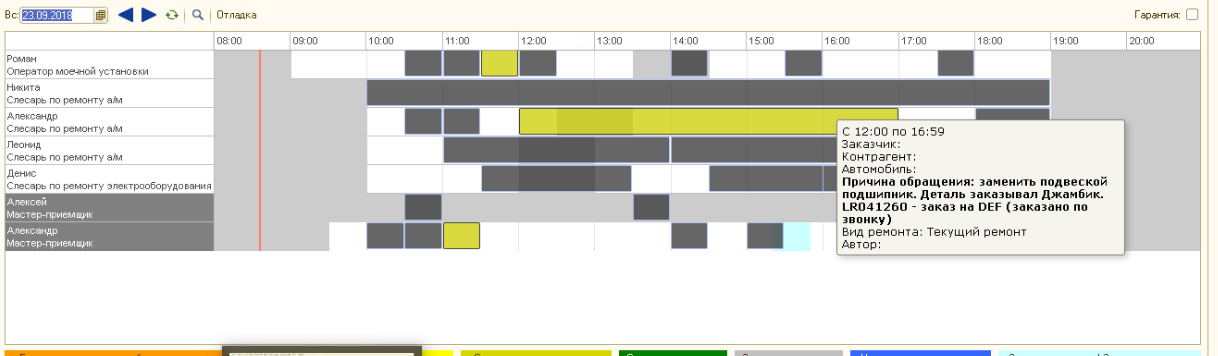 Вс: 23.09.2018 Отладка Гарантия:
08:00 09:00 10:00 11:00 12:00 13:00 14:00 15:00 16:00 17:00 18:00 19:00 20:00
Роман
Оператор моечной установки
Никита
Слесарь по ремонту а/м
Александр
Слесарь по ремонту а/м
Леонид
Слесарь по ремонту а/м
Денис
Слесарь по ремонту электрооборудования
Алексей
Мастер-приемщик
Александр
Мастер-приемщик
С 12:00 по 16:59
Заказчик:
Контрагент:
Автомобиль:
Причина обращения: заменить подвеской
подшипник. Деталь заказывал Джамбик.
LR041260 - заказ на DEF (заказано по
звонку)
Вид ремонта: Текущий ремонт
Автор: